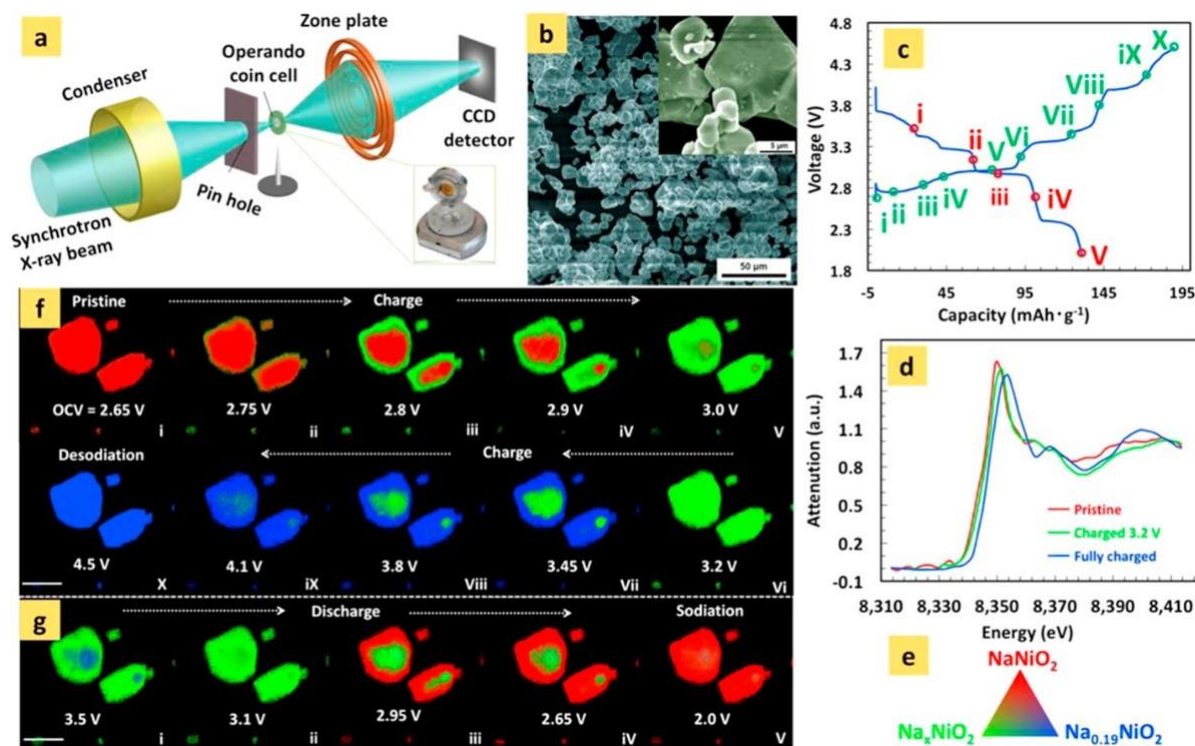 a
Zone plate
Operando
coin cell
Condenser
CCD
detector
Pin hole
Synchrotron
X-ray beam
b
5 μm
50 μm
c
4.8
4.3
3.8
3.3
2.8
2.3
1.8
Voltage (V)
i
ii
iii
iV
V
i
ii
iii
iV
V
Vi
Vii
Viii
iX
X
-5
45
95
145
195
Capacity (mAh·g-1)
f
Pristine
Charge
OCV = 2.65 V
i
2.75 V
ii
2.8 V
iii
2.9 V
iV
3.0 V
V
Desodiation
Charge
4.5 V
X
4.1 V
iX
3.8 V
Viii
3.45 V
Vii
3.2 V
Vi
g
Discharge
Sodiation
3.5 V
i
3.1 V
ii
2.95 V
iii
2.65 V
iV
2.0 V
V
d
1.7
1.4
1.1
0.8
0.5
0.2
-0.1
Attenution (a.u.)
Pristine
Charged 3.2 V
Fully charged
8,310
8,330
8,350
8,370
8,390
8,410
Energy (eV)
e
NaNiO2
NaxNiO2
Na0.19NiO2